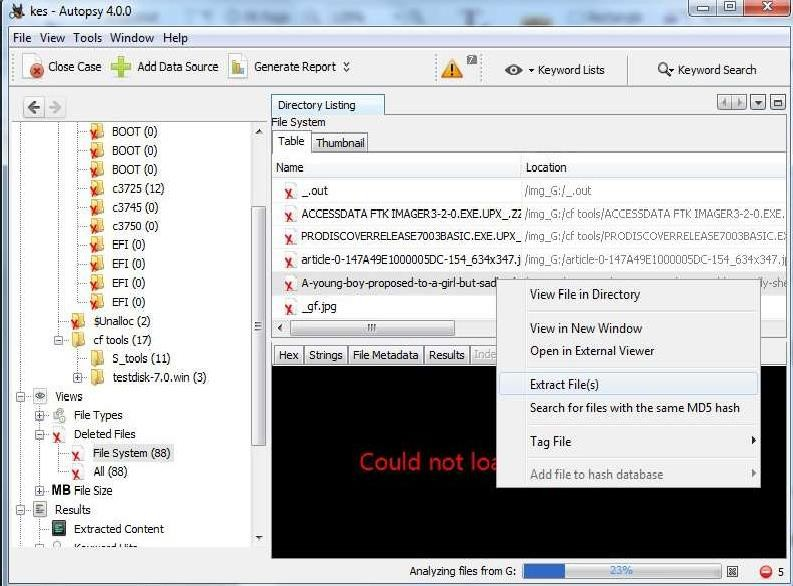 kes - Autopsy 4.0.0
File View Tools Window Help
Close Case Add Data Source Generate Report 7 Keyword Lists Keyword Search
Directory Listing
File System
Table Thumbnail
Name Location
_.out /img_G:/_.out
ACCESSDATA FTK IMAGER3-2-0.EXE.UPX_.ZZ /img_G:/cf tools/ACCESSDATA FTK IMAGER3-2-0.EXE.
PRODISCOVERRELEASE7003BASIC.EXE.UPX_ /img_G:/cf tools/PRODISCOVERRELEASE7003BASIC.EXE.
article-0-147A49E1000005DC-154_634x347.j /img_G:/article-0-147A49E1000005DC-154_634x347.j
A-young-boy-proposed-to-a-girl-but-sad
_gf.jpg
BOOT (0)
BOOT (0)
BOOT (0)
c3725 (12)
c3745 (0)
c3750 (0)
EFI (0)
EFI (0)
EFI (0)
EFI (0)
$Unalloc (2)
cf tools (17)
S_tools (11)
testdisk-7.0.win (3)
Views
File Types
Deleted Files
File System (88)
All (88)
MB File Size
Results
Extracted Content
Keyword Hits
View File in Directory
View in New Window
Open in External Viewer
Extract File(s)
Search for files with the same MD5 hash
Tag File
Add file to hash database
Hex Strings File Metadata Results Inde
Could not loa
Analyzing files from G: 23% 5